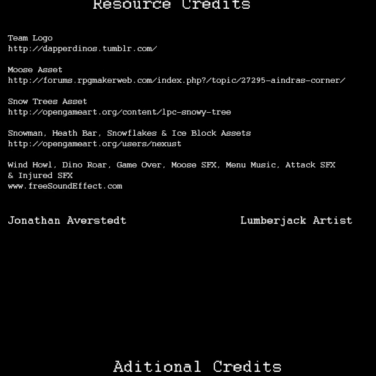 Resource Credits
Team Logo
http://dapperdinos.tumblr.com/
Moose Asset
http://forums.rpgmakerweb.com/index.php?/topic/27295-aindras-corner/
Snow Trees Asset
http://opengameart.org/content/lpc-snowy-tree
Snowman, Heath Bar, Snowflakes & Ice Block Assets
http://opengameart.org/users/nexust
Wind Howl, Dino Roar, Game Over, Moose SFX, Menu Music, Attack SFX
& Injured SFX
www.freeSoundEffect.com
Jonathan Averstedt Lumberjack Artist
Aditional Credits